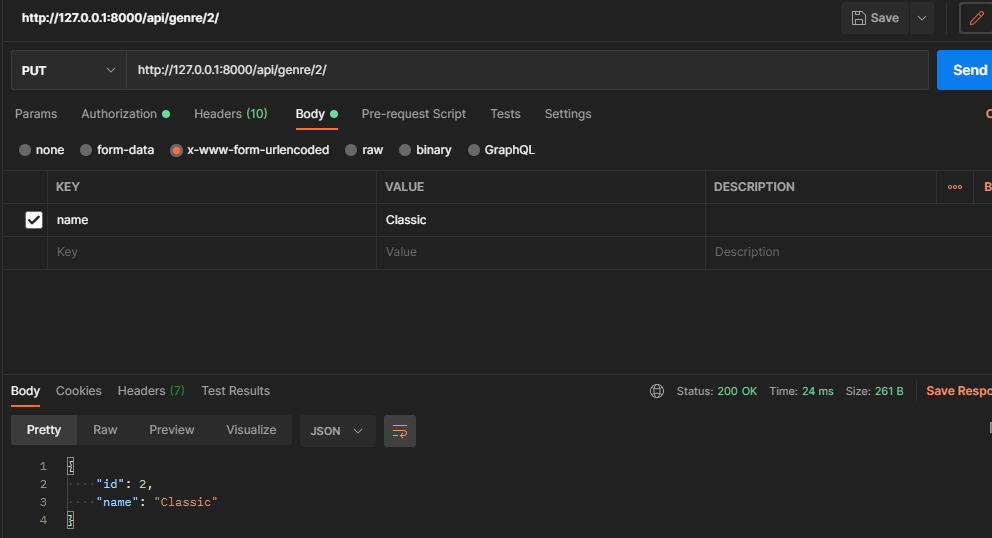 http://127.0.0.1:8000/api/genre/2/ Save
PUT http://127.0.0.1:8000/api/genre/2/ Send
Params Authorization Headers (10) Body Pre-request Script Tests Settings
none form-data x-www-form-urlencoded raw binary GraphQL
KEY VALUE DESCRIPTION
name Classic
Key Value Description
Body Cookies Headers (7) Test Results Status: 200 OK Time: 24 ms Size: 261 B Save
Pretty Raw Preview Visualize JSON
1 {
2 "id": 2,
3 "name": "Classic"
4 }